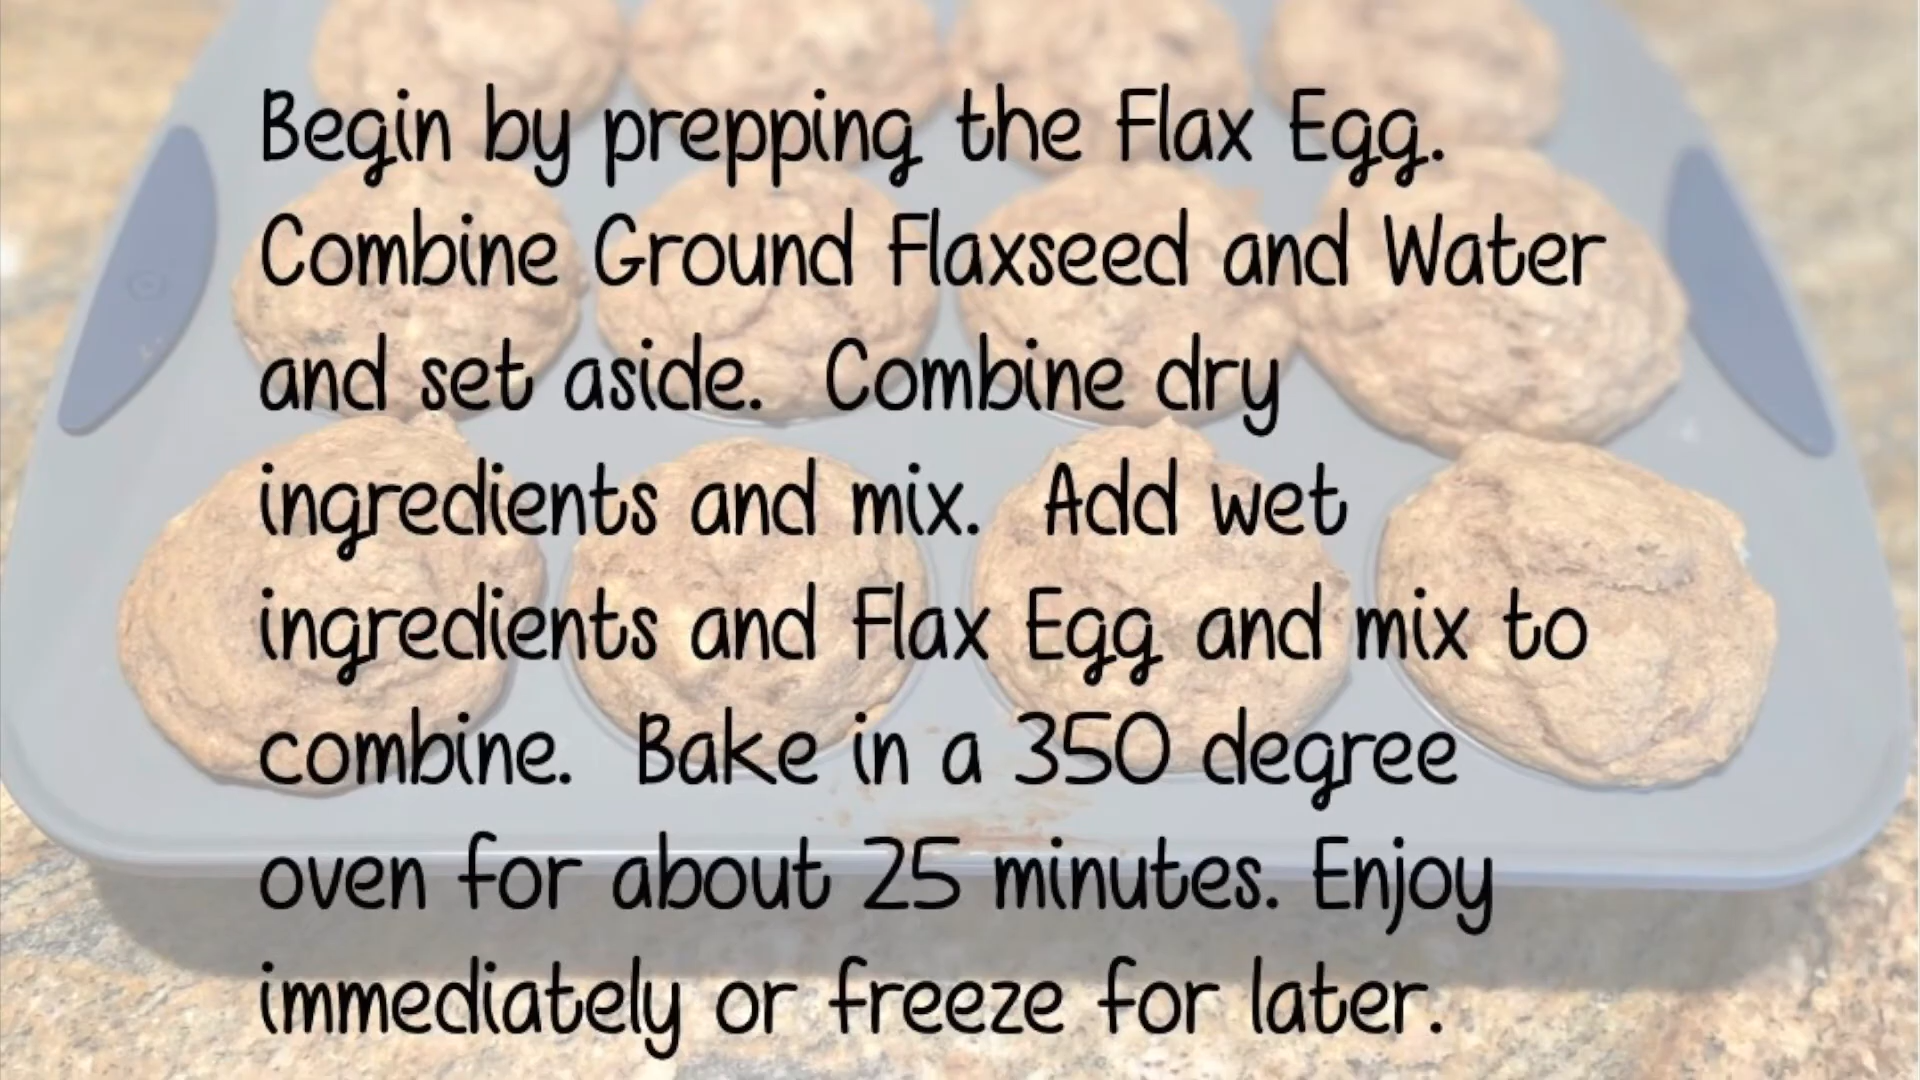 Begin by prepping the Flax Egg.
Combine Ground Flaxseed and Water
and set aside.  Combine dry
ingredients and mix.  Add wet
ingredients and Flax Egg and mix to
combine.  Bake in a 350 degree
oven for about 25 minutes. Enjoy
immediately or freeze for later.